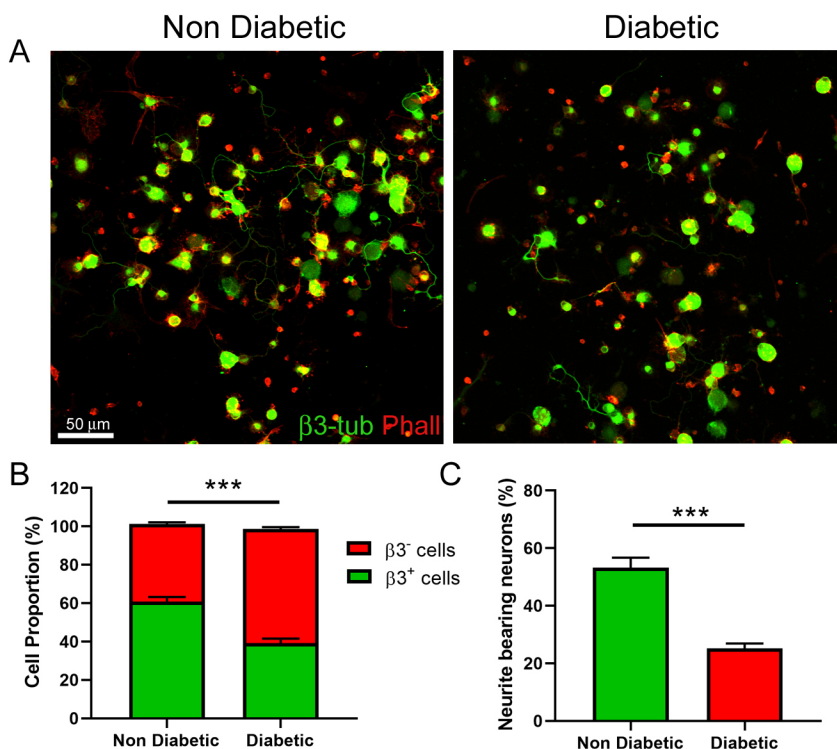 Non Diabetic Diabetic
A
50 μm β3-tub Phall
B
120
100
80
60
40
20
0
Cell Proportion (%)
***
Non Diabetic Diabetic
β3⁻ cells
β3⁺ cells
C
80
60
40
20
0
Neurite bearing neurons (%)
***
Non Diabetic Diabetic